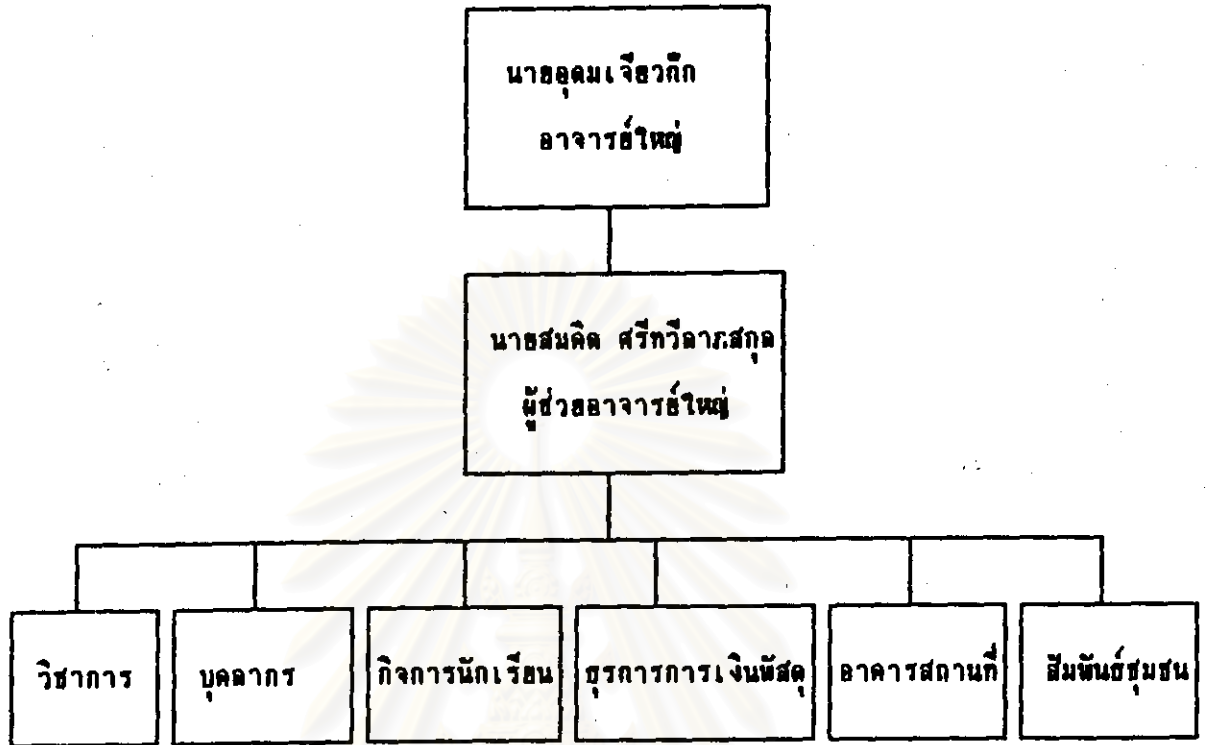 นายอุดม เจียวกึก
อาจารย์ใหญ่
นายสมคิด ศรีทวีลาภสกุล
ผู้ช่วยอาจารย์ใหญ่
วิชาการ
บุคลากร
กิจการนักเรียน
ธุรการการเงินพัสดุ
อาคารสถานที่
สัมพันธ์ชุมชน